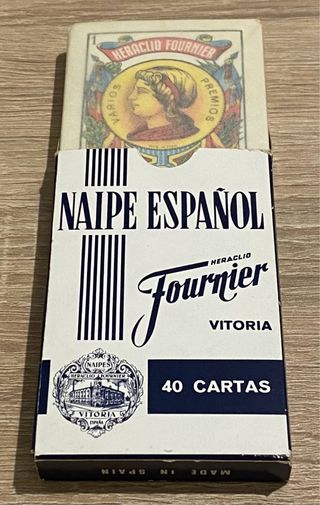 HERACLIO FOURNIER
VARIOS
PREMIOS
NAIPE ESPAÑOL
HERACLIO
Fournier
VITORIA
NAIPES
HERACLIO FOURNIER
VITORIA
ESPAÑA
40 CARTAS
MADE IN SPAIN